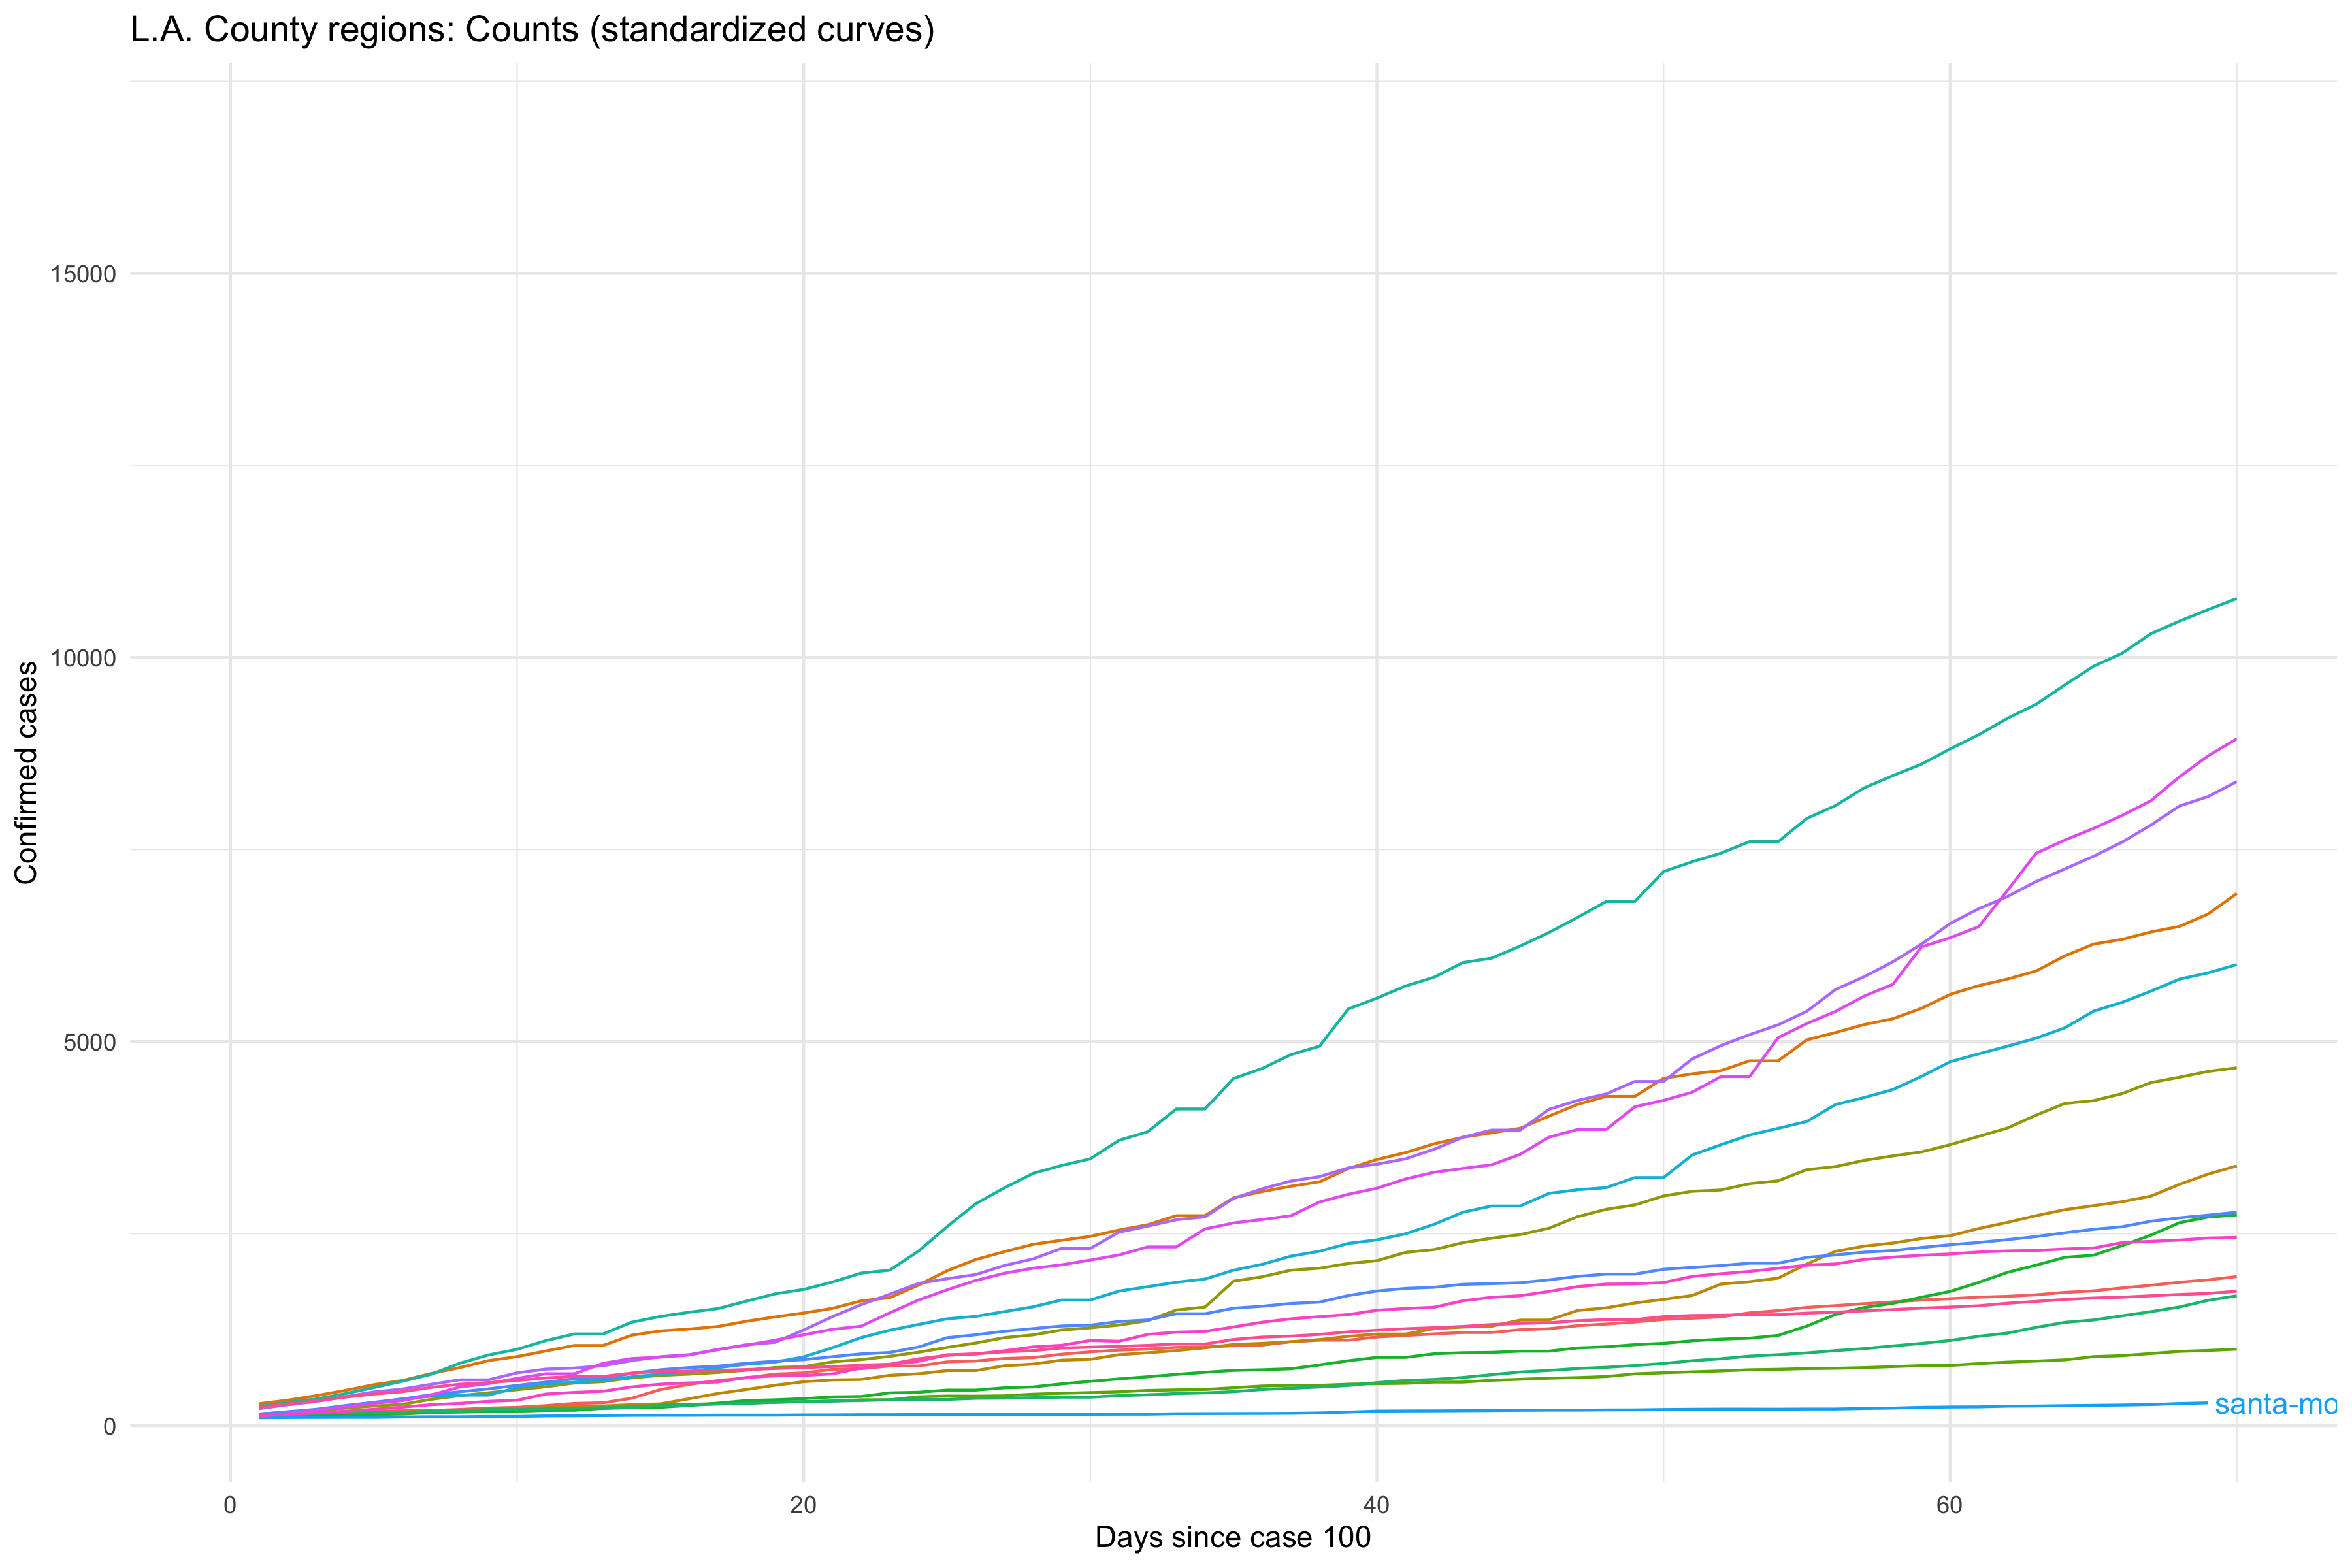 L.A. County regions: Counts (standardized curves)
15000
10000
5000
0
Confirmed cases
santa-mo
0 20 40 60
Days since case 100